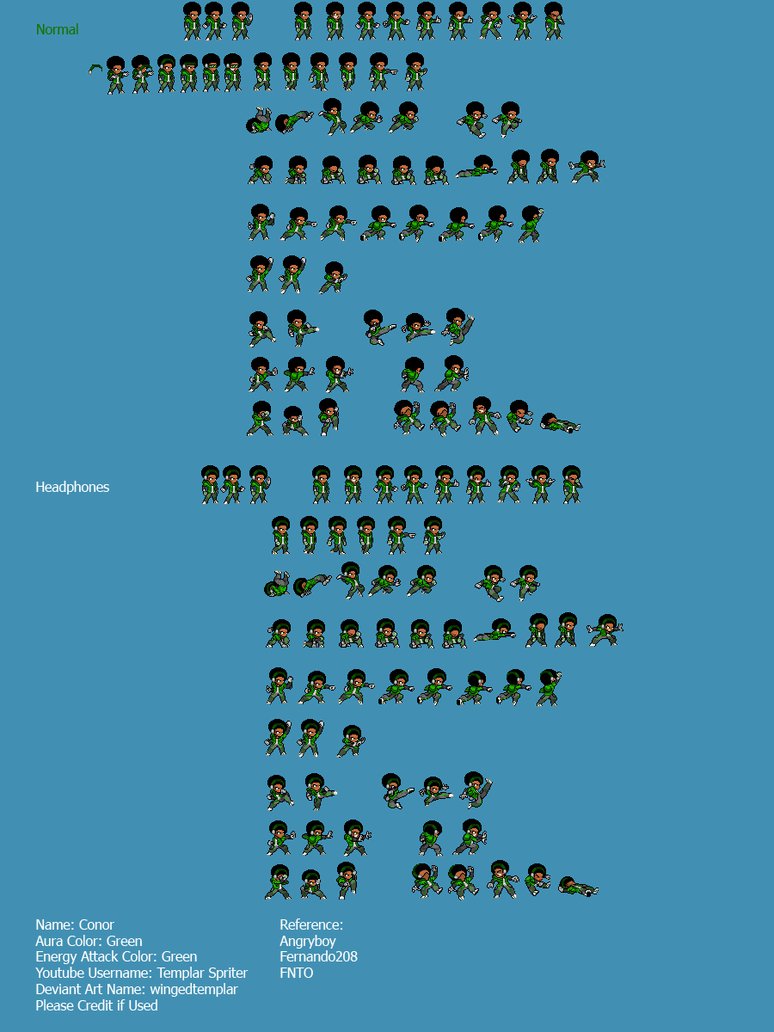 Normal
Headphones
Name: Conor
Aura Color: Green
Energy Attack Color: Green
Youtube Username: Templar Spriter
Deviant Art Name: wingedtemplar
Please Credit if Used
Reference:
Angryboy
Fernando208
FNTO